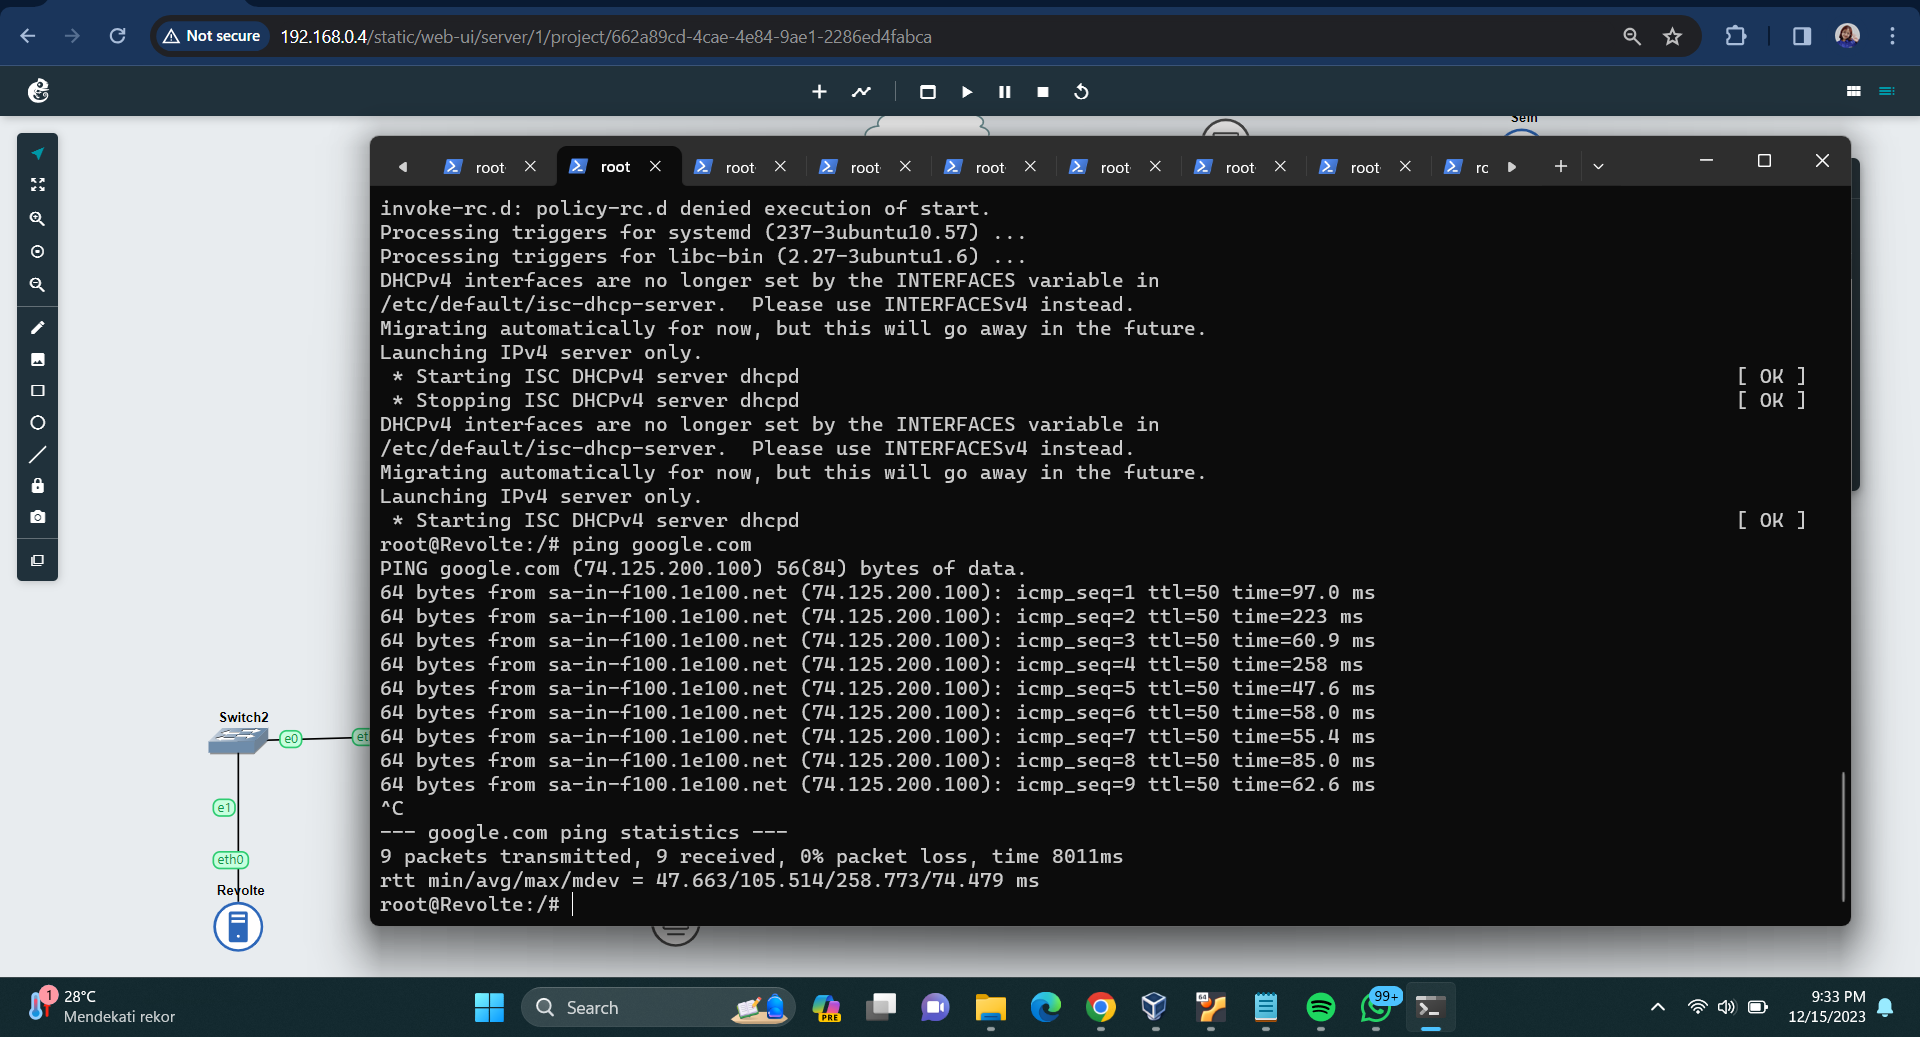 Not secure 192.168.0.4/static/web-ui/server/1/project/662a89cd-4cae-4e84-9ae1-2286ed4fabca
Sein
root root root root root root root root
invoke-rc.d: policy-rc.d denied execution of start.
Processing triggers for systemd (237-3ubuntu10.57) ...
Processing triggers for libc-bin (2.27-3ubuntu1.6) ...
DHCPv4 interfaces are no longer set by the INTERFACES variable in
/etc/default/isc-dhcp-server.  Please use INTERFACESv4 instead.
Migrating automatically for now, but this will go away in the future.
Launching IPv4 server only.
 * Starting ISC DHCPv4 server dhcpd [ OK ]
 * Stopping ISC DHCPv4 server dhcpd [ OK ]
DHCPv4 interfaces are no longer set by the INTERFACES variable in
/etc/default/isc-dhcp-server.  Please use INTERFACESv4 instead.
Migrating automatically for now, but this will go away in the future.
Launching IPv4 server only.
 * Starting ISC DHCPv4 server dhcpd [ OK ]
root@Revolte:/# ping google.com
PING google.com (74.125.200.100) 56(84) bytes of data.
64 bytes from sa-in-f100.1e100.net (74.125.200.100): icmp_seq=1 ttl=50 time=97.0 ms
64 bytes from sa-in-f100.1e100.net (74.125.200.100): icmp_seq=2 ttl=50 time=223 ms
64 bytes from sa-in-f100.1e100.net (74.125.200.100): icmp_seq=3 ttl=50 time=60.9 ms
64 bytes from sa-in-f100.1e100.net (74.125.200.100): icmp_seq=4 ttl=50 time=258 ms
64 bytes from sa-in-f100.1e100.net (74.125.200.100): icmp_seq=5 ttl=50 time=47.6 ms
64 bytes from sa-in-f100.1e100.net (74.125.200.100): icmp_seq=6 ttl=50 time=58.0 ms
64 bytes from sa-in-f100.1e100.net (74.125.200.100): icmp_seq=7 ttl=50 time=55.4 ms
64 bytes from sa-in-f100.1e100.net (74.125.200.100): icmp_seq=8 ttl=50 time=85.0 ms
64 bytes from sa-in-f100.1e100.net (74.125.200.100): icmp_seq=9 ttl=50 time=62.6 ms
^C
--- google.com ping statistics ---
9 packets transmitted, 9 received, 0% packet loss, time 8011ms
rtt min/avg/max/mdev = 47.663/105.514/258.773/74.479 ms
root@Revolte:/#
Switch2
e0
e1
eth0
Revolte
1
28°C
Mendekati rekor
Search
PRE
64
99+
9:33 PM
12/15/2023